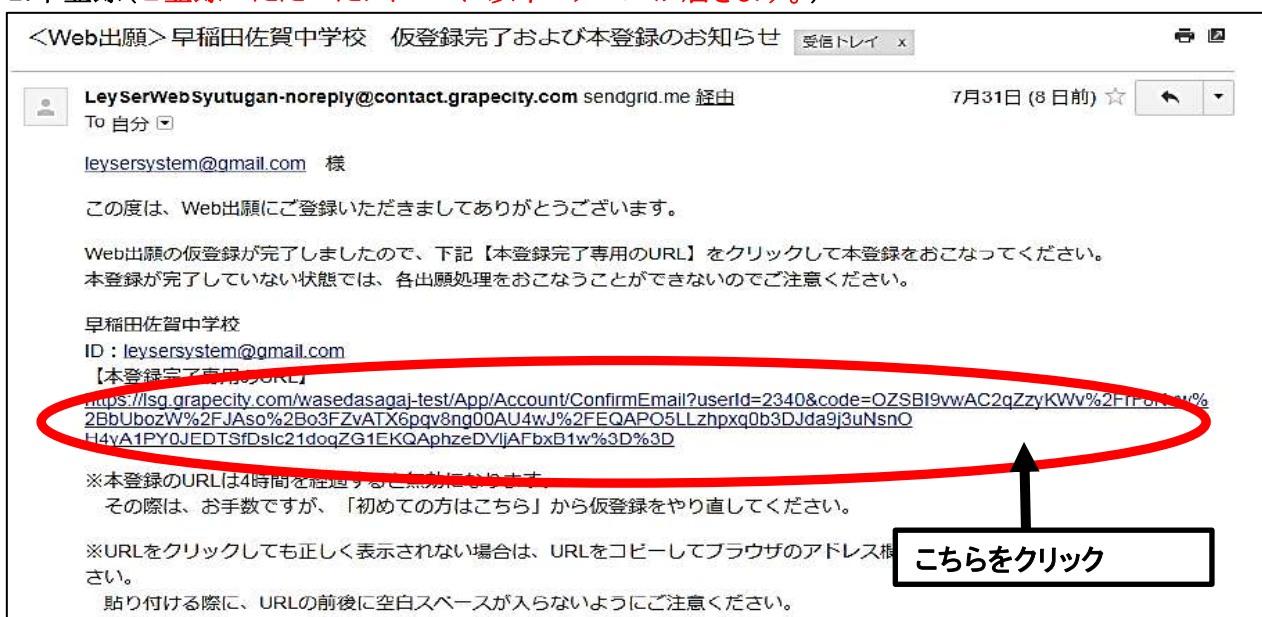 <Web出願>早稲田佐賀中学校　仮登録完了および本登録のお知らせ 受信トレイ x
LeySerWebSyutugan-noreply@contact.grapecity.com sendgrid.me 経由 7月31日 (8 日前)
To 自分
leysersystem@gmail.com　様
この度は、Web出願にご登録いただきましてありがとうございます。
Web出願の仮登録が完了しましたので、下記【本登録完了専用のURL】をクリックして本登録をおこなってください。
本登録が完了していない状態では、各出願処理をおこなうことができないのでご注意ください。
早稲田佐賀中学校
ID：leysersystem@gmail.com
【本登録完了専用のURL】
https://lsg.grapecity.com/wasedasagaj-test/App/Account/ConfirmEmail?userId=2340&code=OZSBI9vwAC2qZzyKWv%2F
2BbUbozW%2FJAso%2Bo3FZvATX6pqv8ng00AU4wJ%2FEQAPO5LLzhpxq0b3DJda9j3uNsnO
H4yA1PY0JEDTSfDslc21doqZG1EKQAphzeDVljAFbxB1w%3D%3D
※本登録のURLは4時間を経過すると無効になります。
その際は、お手数ですが、「初めての方はこちら」から仮登録をやり直してください。
こちらをクリック
※URLをクリックしても正しく表示されない場合は、URLをコピーしてブラウザのアドレス欄
さい。
貼り付ける際に、URLの前後に空白スペースが入らないようにご注意ください。